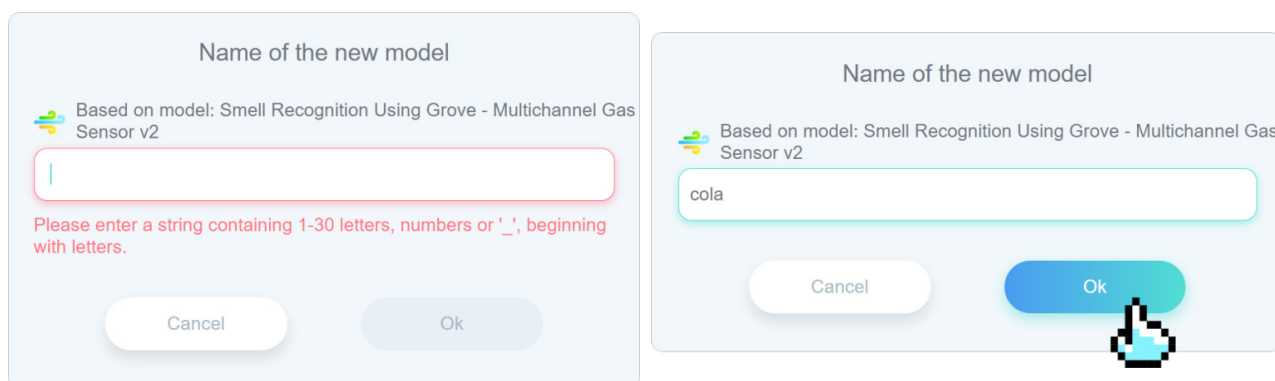 Name of the new model
Based on model: Smell Recognition Using Grove - Multichannel Gas
Sensor v2
Please enter a string containing 1-30 letters, numbers or '_', beginning
with letters.
Cancel
Ok
Name of the new model
Based on model: Smell Recognition Using Grove - Multichannel Gas
Sensor v2
cola
Cancel
Ok